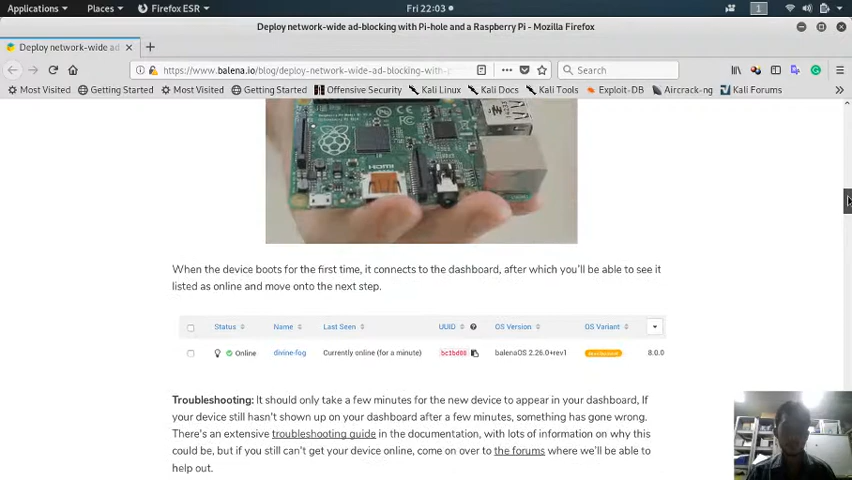 Applications Places Firefox ESR Fri 22:03 1
Deploy network-wide ad-blocking with Pi-hole and a Raspberry Pi - Mozilla Firefox
Deploy network-wide ad
https://www.balena.io/blog/deploy-network-wide-ad-blocking-with- Search
Most Visited Getting Started Most Visited Getting Started Offensive Security Kali Linux Kali Docs Kali Tools Exploit-DB Aircrack-ng Kali Forums
HDMI
When the device boots for the first time, it connects to the dashboard, after which you'll be able to see it
listed as online and move onto the next step.
Status Name Last Seen UUID OS Version OS Variant
Online divine-fog Currently online (for a minute) bc1bd08 balenaOS 2.26.0+rev1 Development 8.0.0
Troubleshooting: It should only take a few minutes for the new device to appear in your dashboard, If
your device still hasn't shown up on your dashboard after a few minutes, something has gone wrong.
There's an extensive troubleshooting guide in the documentation, with lots of information on why this
could be, but if you still can't get your device online, come on over to the forums where we'll be able to
help out.